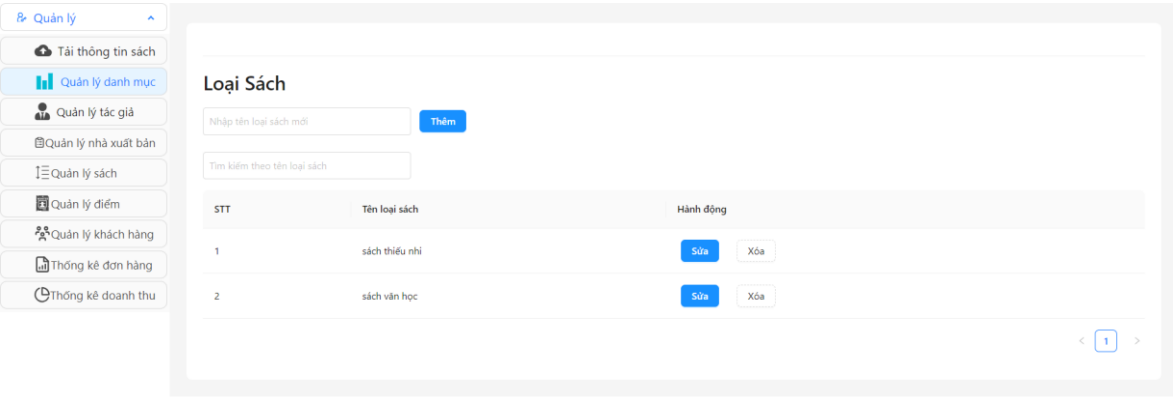 Quản lý
Tải thông tin sách
Quản lý danh mục
Quản lý tác giả
Quản lý nhà xuất bản
Quản lý sách
Quản lý điểm
Quản lý khách hàng
Thống kê đơn hàng
Thống kê doanh thu
Loại Sách
Nhập tên loại sách mới
Thêm
Tìm kiếm theo tên loại sách
STT Tên loại sách Hành động
1 sách thiếu nhi Sửa Xóa
2 sách văn học Sửa Xóa
< 1 >